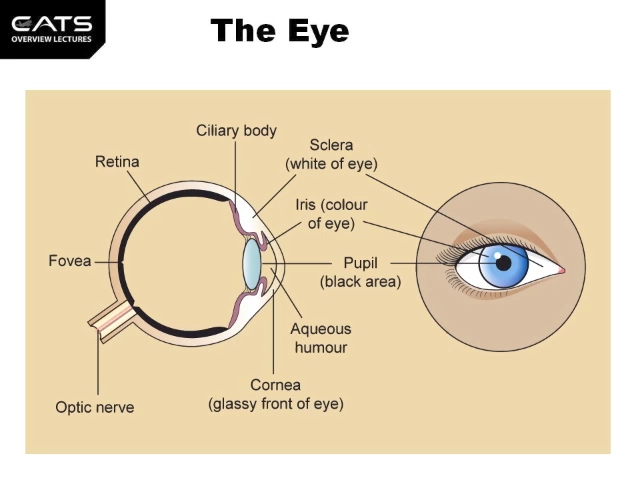 CATS
OVERVIEW LECTURES
The Eye
Ciliary body
Sclera
(white of eye)
Retina
Iris (colour
of eye)
Fovea
Pupil
(black area)
Aqueous
humour
Cornea
(glassy front of eye)
Optic nerve